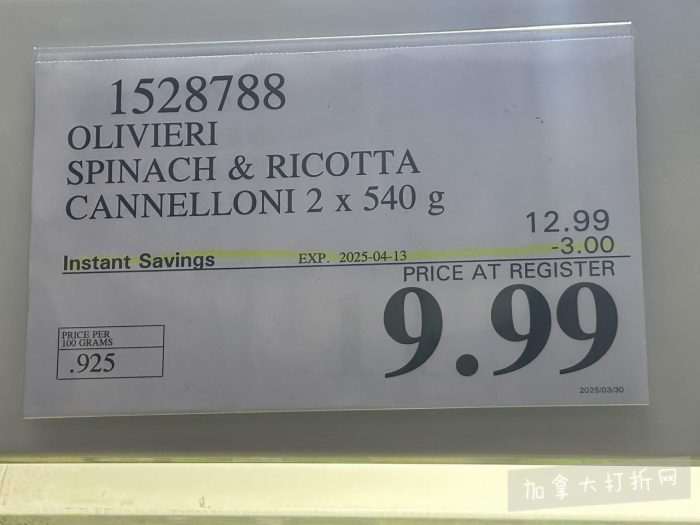 1528788
OLIVIERI
SPINACH & RICOTTA
CANNELLONI 2 x 540 g
12.99
Instant Savings EXP. 2025-04-13 -3.00
PRICE AT REGISTER
9.99
PRICE PER
100 GRAMS
.925
2025/03/30
加拿大打折网